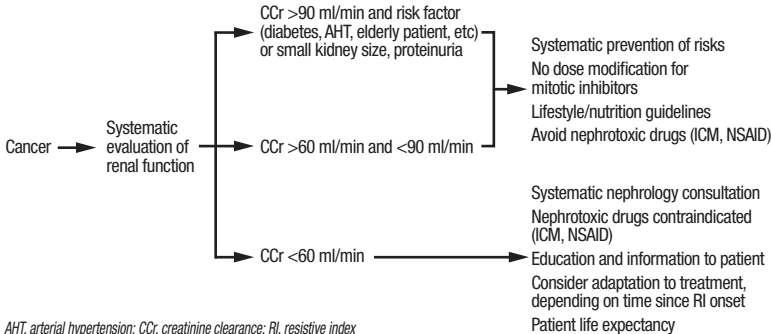 Cancer
Systematic
evaluation of
renal function
CCr >90 ml/min and risk factor
(diabetes, AHT, elderly patient, etc)
or small kidney size, proteinuria
CCr >60 ml/min and <90 ml/min
CCr <60 ml/min
Systematic prevention of risks
No dose modification for
mitotic inhibitors
Lifestyle/nutrition guidelines
Avoid nephrotoxic drugs (ICM, NSAID)
Systematic nephrology consultation
Nephrotoxic drugs contraindicated
(ICM, NSAID)
Education and information to patient
Consider adaptation to treatment,
depending on time since RI onset
Patient life expectancy
AHT, arterial hypertension; CCr, creatinine clearance; RI, resistive index